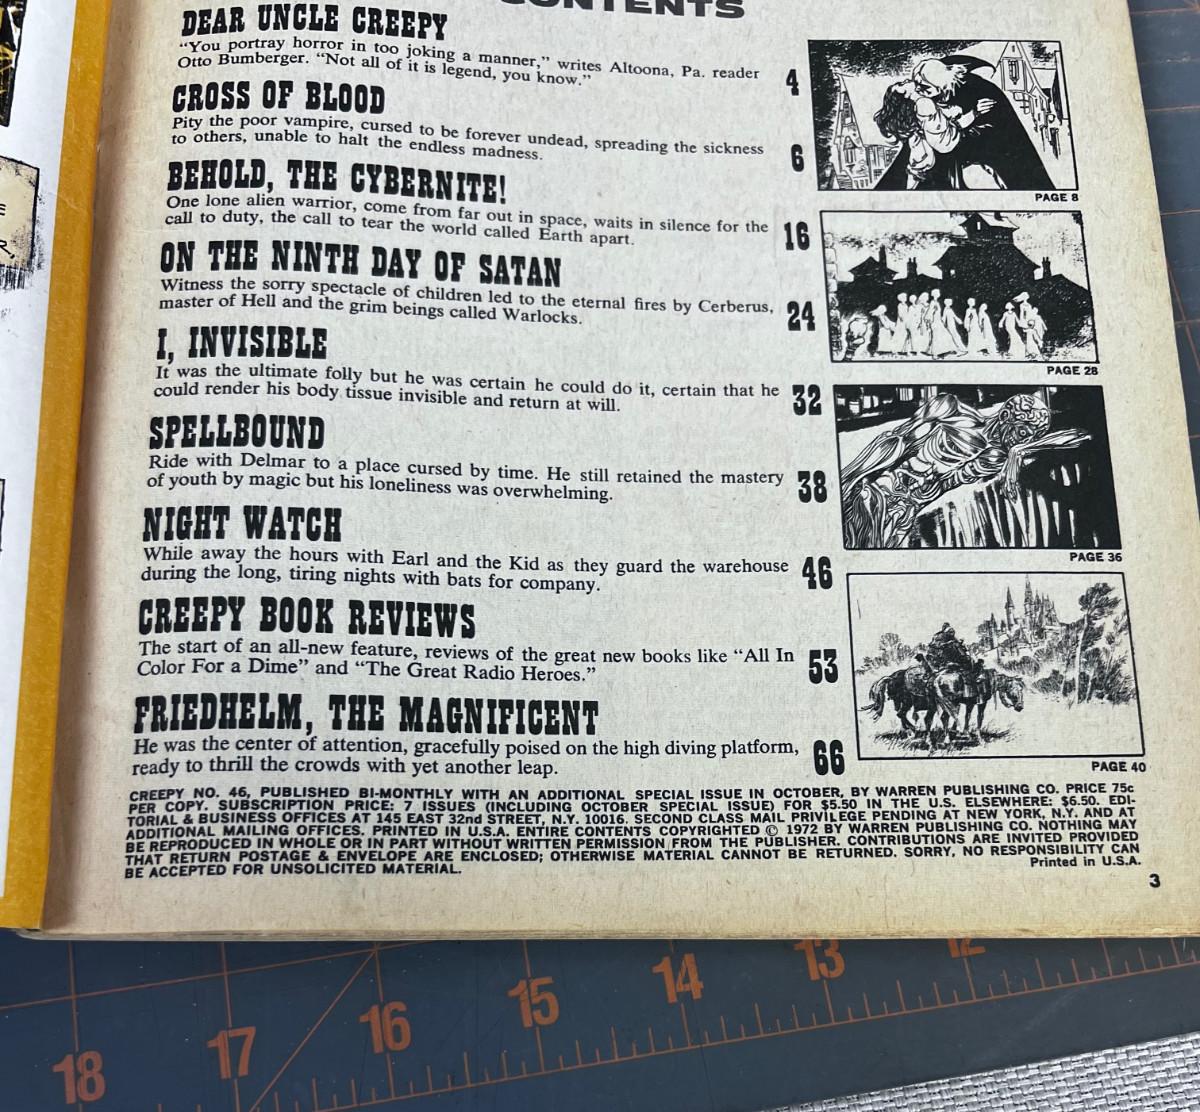 CONTENTS
DEAR UNCLE CREEPY
"You portray horror in too joking a manner," writes Altoona, Pa. reader
Otto Bumberger. "Not all of it is legend, you know."
4
CROSS OF BLOOD
Pity the poor vampire, cursed to be forever undead, spreading the sickness
to others, unable to halt the endless madness.
6
BEHOLD, THE CYBERNITE!
One lone alien warrior, come from far out in space, waits in silence for the
call to duty, the call to tear the world called Earth apart.
16
ON THE NINTH DAY OF SATAN
Witness the sorry spectacle of children led to the eternal fires by Cerberus,
master of Hell and the grim beings called Warlocks.
24
I, INVISIBLE
It was the ultimate folly but he was certain he could do it, certain that he
could render his body tissue invisible and return at will.
32
SPELLBOUND
Ride with Delmar to a place cursed by time. He still retained the mastery
of youth by magic but his loneliness was overwhelming.
38
NIGHT WATCH
While away the hours with Earl and the Kid as they guard the warehouse
during the long, tiring nights with bats for company.
46
CREEPY BOOK REVIEWS
The start of an all-new feature, reviews of the great new books like "All In
Color For a Dime" and "The Great Radio Heroes."
53
FRIEDHELM, THE MAGNIFICENT
He was the center of attention, gracefully poised on the high diving platform,
ready to thrill the crowds with yet another leap.
66
PAGE 8
PAGE 28
PAGE 36
PAGE 40
CREEPY NO. 46, PUBLISHED BI-MONTHLY WITH AN ADDITIONAL SPECIAL ISSUE IN OCTOBER, BY WARREN PUBLISHING CO. PRICE 75c
PER COPY. SUBSCRIPTION PRICE: 7 ISSUES (INCLUDING OCTOBER SPECIAL ISSUE) FOR $5.50 IN THE U.S. ELSEWHERE: $6.50. EDI-
TORIAL & BUSINESS OFFICES AT 145 EAST 32nd STREET, N.Y. 10016. SECOND CLASS MAIL PRIVILEGE PENDING AT NEW YORK, N.Y. AND AT
ADDITIONAL MAILING OFFICES. PRINTED IN U.S.A. ENTIRE CONTENTS COPYRIGHTED © 1972 BY WARREN PUBLISHING CO. NOTHING MAY
BE REPRODUCED IN WHOLE OR IN PART WITHOUT WRITTEN PERMISSION FROM THE PUBLISHER. CONTRIBUTIONS ARE INVITED PROVIDED
THAT RETURN POSTAGE & ENVELOPE ARE ENCLOSED; OTHERWISE MATERIAL CANNOT BE RETURNED. SORRY, NO RESPONSIBILITY CAN
BE ACCEPTED FOR UNSOLICITED MATERIAL.
Printed in U.S.A.
3
18 17 16 15 14 13 12